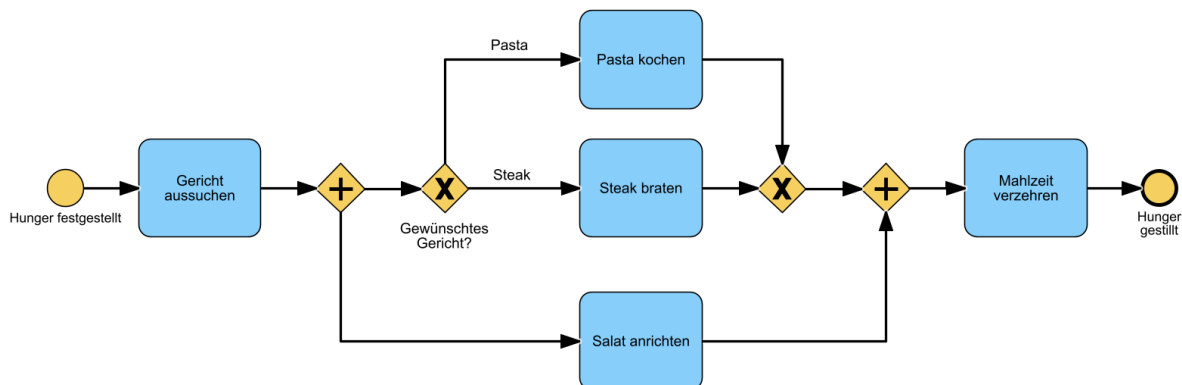 Hunger festgestellt
Gericht
aussuchen
Gewünschtes
Gericht?
Pasta
Pasta kochen
Steak
Steak braten
Salat anrichten
Mahlzeit
verzehren
Hunger
gestillt